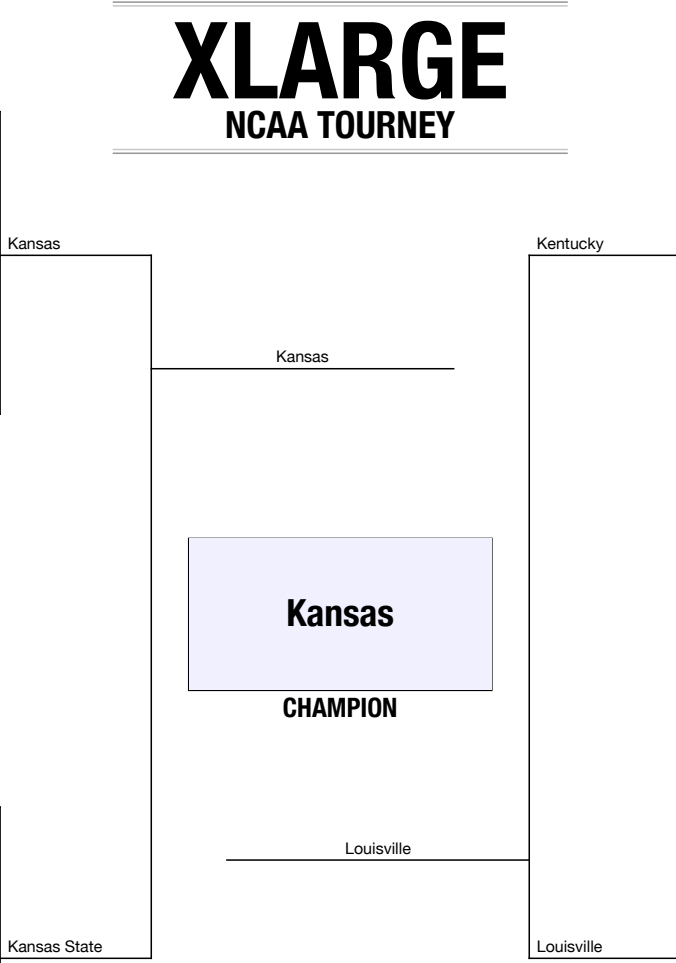 XLARGE
NCAA TOURNEY
Kansas
Kentucky
Kansas
Kansas
CHAMPION
Louisville
Kansas State
Louisville